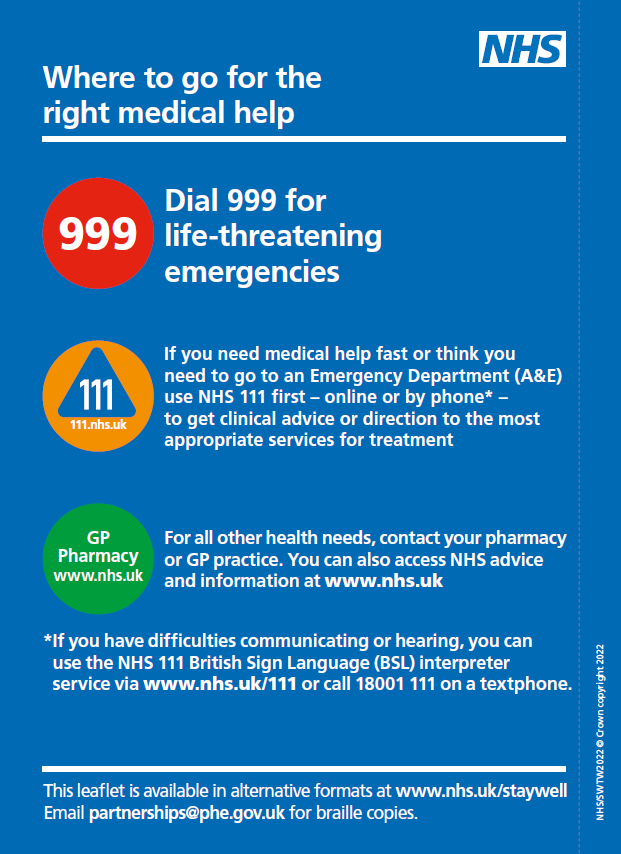 NHS
Where to go for the
right medical help
999
Dial 999 for
life-threatening
emergencies
111
111.nhs.uk
If you need medical help fast or think you
need to go to an Emergency Department (A&E)
use NHS 111 first – online or by phone* –
to get clinical advice or direction to the most
appropriate services for treatment
GP
Pharmacy
www.nhs.uk
For all other health needs, contact your pharmacy
or GP practice. You can also access NHS advice
and information at www.nhs.uk
*If you have difficulties communicating or hearing, you can
use the NHS 111 British Sign Language (BSL) interpreter
service via www.nhs.uk/111 or call 18001 111 on a textphone.
This leaflet is available in alternative formats at www.nhs.uk/staywell
Email partnerships@phe.gov.uk for braille copies.
NHS/SWTW2022 © Crown copyright 2022